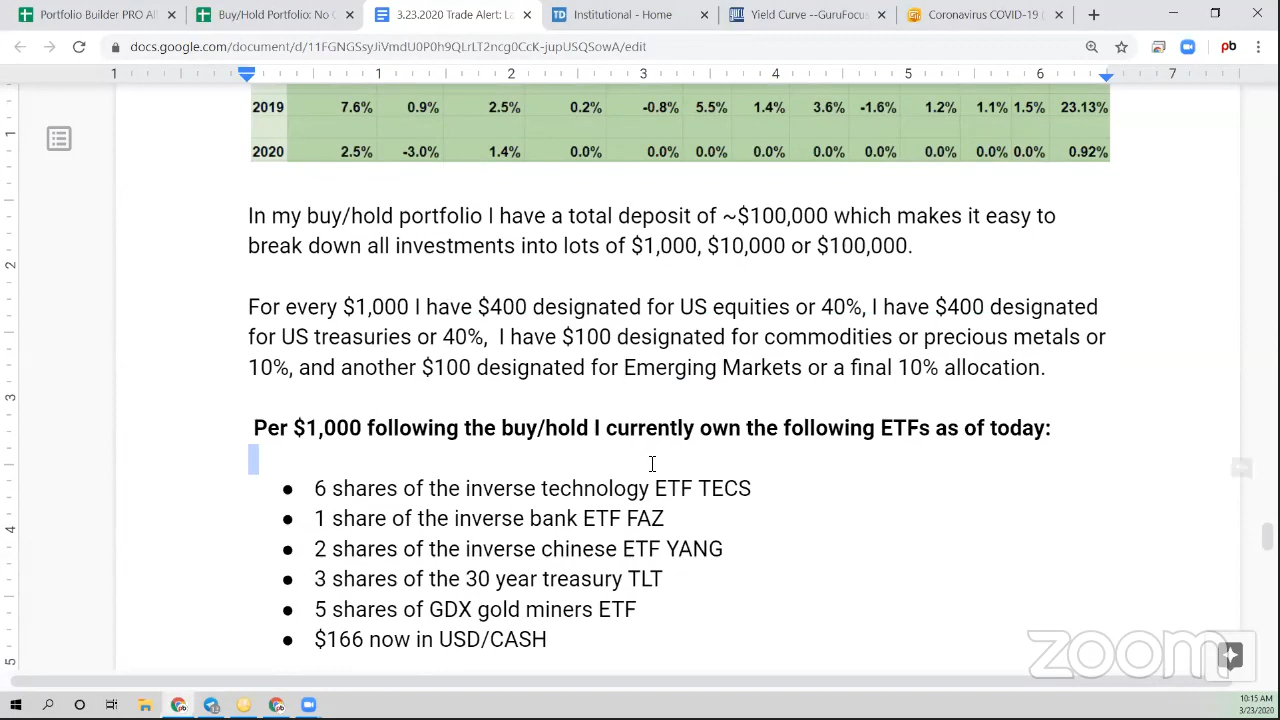 Portfolio Builder PRO Al
Buy/Hold Portfolio: No C
3.23.2020 Trade Alert: Lo
Institutional - Home
Yield Curve – GuruFocus
Coronavirus COVID-19 (
docs.google.com/document/d/11FGNGSsyJiVmdU0P0h9QLrLT2ncg0CcK-jupUSQSowA/edit
1 1 2 3 4 5 6 7
2019 7.6% 0.9% 2.5% 0.2% -0.8% 5.5% 1.4% 3.6% -1.6% 1.2% 1.1% 1.5% 23.13%
2020 2.5% -3.0% 1.4% 0.0% 0.0% 0.0% 0.0% 0.0% 0.0% 0.0% 0.0% 0.0% 0.92%
In my buy/hold portfolio I have a total deposit of ~$100,000 which makes it easy to
break down all investments into lots of $1,000, $10,000 or $100,000.
For every $1,000 I have $400 designated for US equities or 40%, I have $400 designated
for US treasuries or 40%, I have $100 designated for commodities or precious metals or
10%, and another $100 designated for Emerging Markets or a final 10% allocation.
Per $1,000 following the buy/hold I currently own the following ETFs as of today:
● 6 shares of the inverse technology ETF TECS
● 1 share of the inverse bank ETF FAZ
● 2 shares of the inverse chinese ETF YANG
● 3 shares of the 30 year treasury TLT
● 5 shares of GDX gold miners ETF
● $166 now in USD/CASH
zoom
10:15 AM
3/23/2020